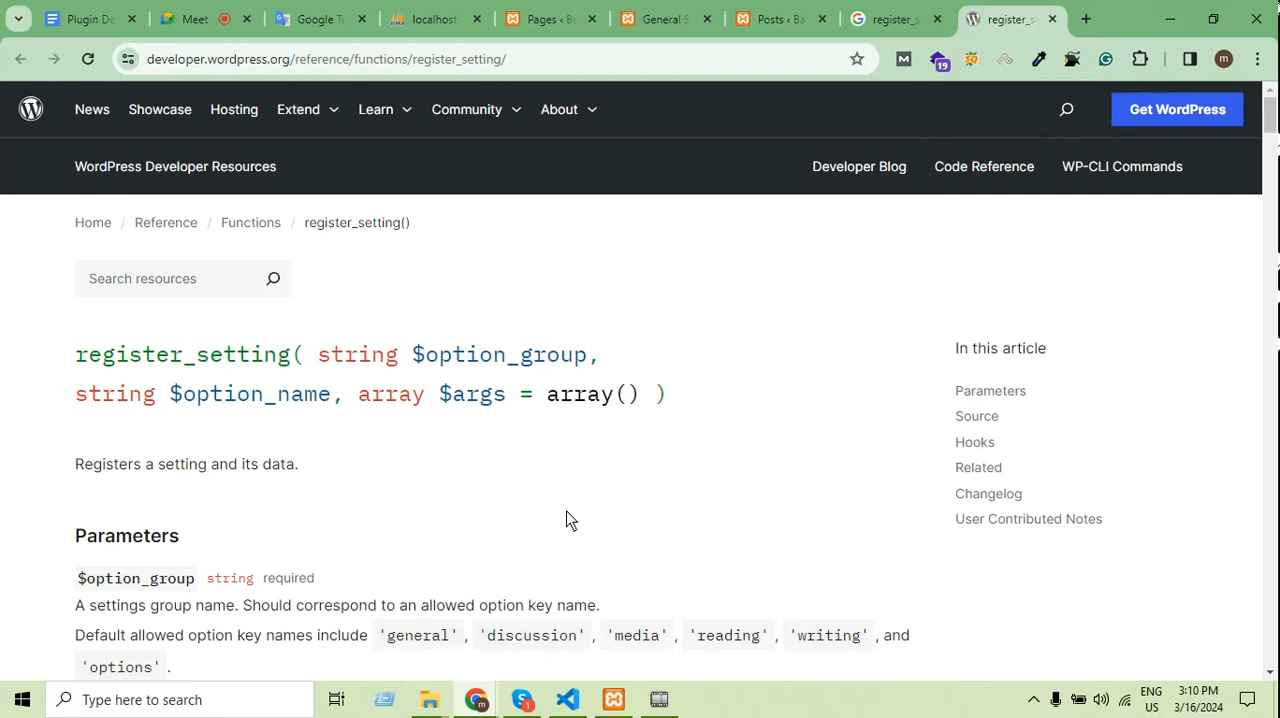 Plugin De
Meet
Google Tr
localhost
Pages ‹ Ba
General S
Posts ‹ Ba
register_s
register_s
developer.wordpress.org/reference/functions/register_setting/
19
m
News
Showcase
Hosting
Extend
Learn
Community
About
Get WordPress
WordPress Developer Resources
Developer Blog
Code Reference
WP-CLI Commands
Home / Reference / Functions / register_setting()
Search resources
register_setting( string $option_group,
string $option_name, array $args = array() )
Registers a setting and its data.
In this article
Parameters
Source
Hooks
Related
Changelog
User Contributed Notes
Parameters
$option_group string required
A settings group name. Should correspond to an allowed option key name.
Default allowed option key names include 'general', 'discussion', 'media', 'reading', 'writing', and
'options'.
Type here to search
ENG
US
3:10 PM
3/16/2024